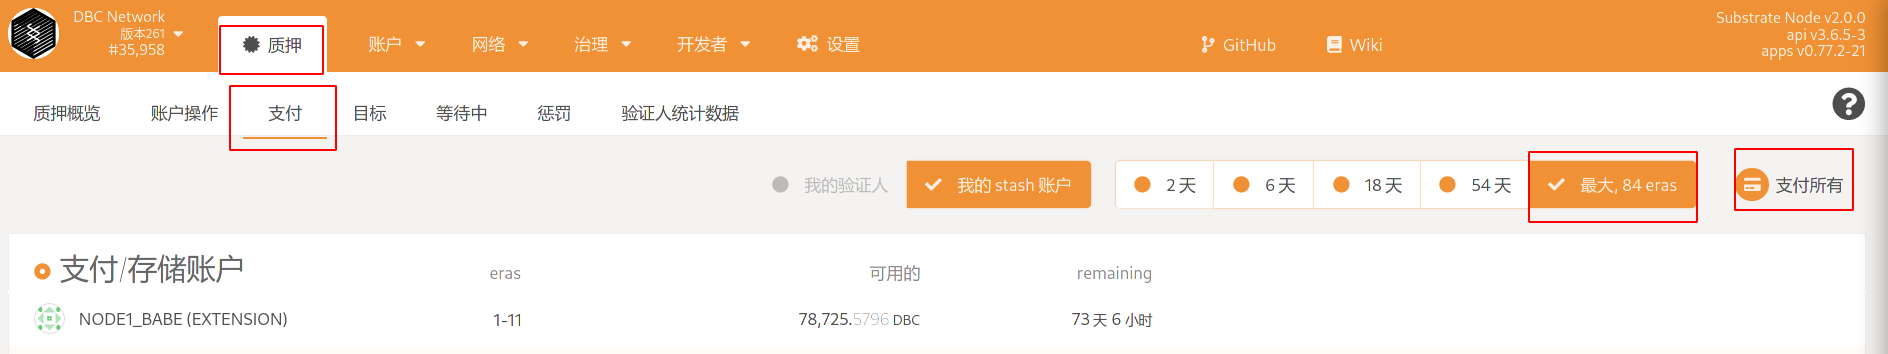 DBC Network
版本261
#35,958
质押
账户
网络
治理
开发者
设置
GitHub
Wiki
Substrate Node v2.0.0
api v3.6.5-3
apps v0.77.2-21
质押概览
账户操作
支付
目标
等待中
惩罚
验证人统计数据
?
我的验证人
我的 stash 账户
2 天
6 天
18 天
54 天
最大, 84 eras
支付所有
支付/存储账户
eras
可用的
remaining
NODE1_BABE (EXTENSION)
1-11
78,725.5796 DBC
73 天 6 小时